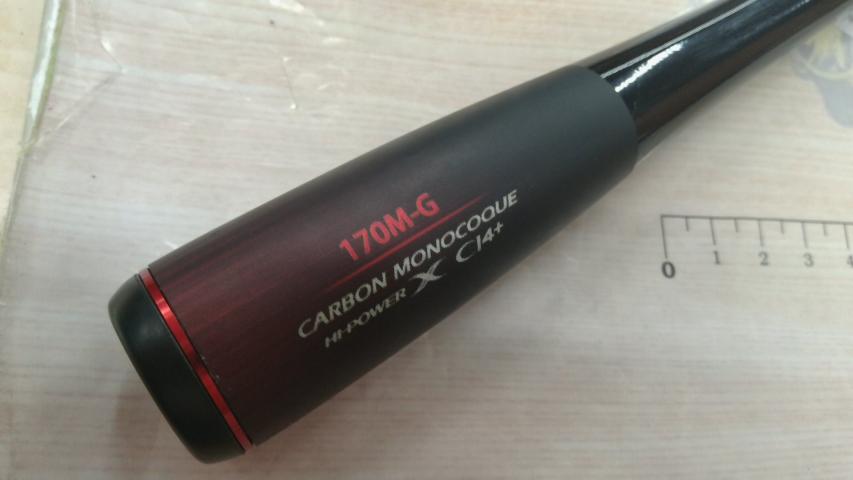 170M-G
CARBON MONOCOQUE
HI-POWER X CI4+
0 1 2 3 4